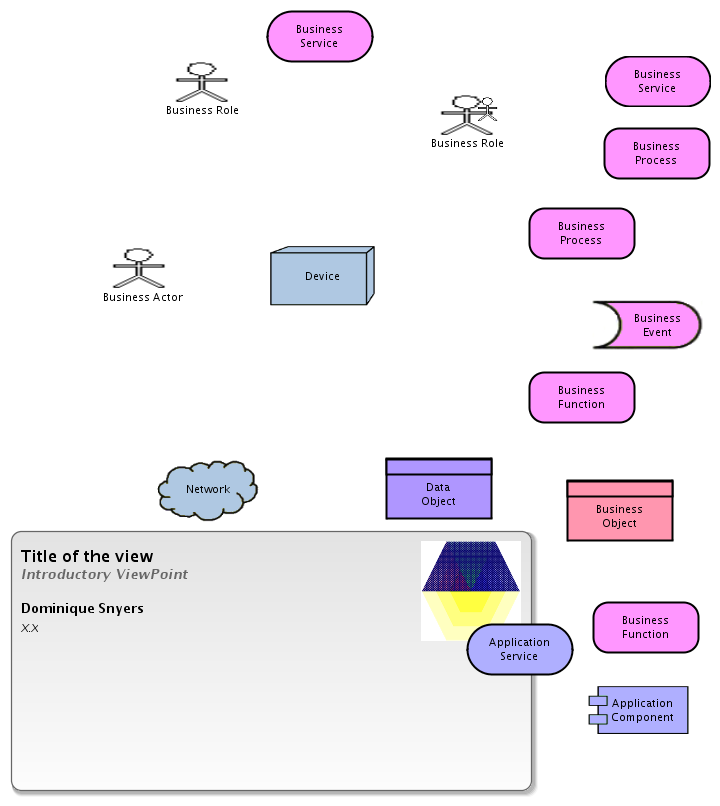 Business
Service
Business
Service
Business Role
Business Role
Business
Process
Business
Process
Device
Business Actor
Business
Event
Business
Function
Network
Data
Object
Business
Object
Title of the view
Introductory ViewPoint
Dominique Snyers
X.X
Business
Function
Application
Service
Application
Component